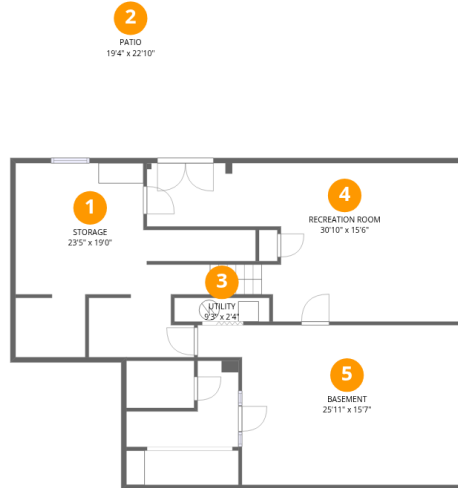 2
PATIO
19'4" x 22'10"
1
STORAGE
23'5" x 19'0"
4
RECREATION ROOM
30'10" x 15'6"
3
UTILITY
9'3" x 2'4"
5
BASEMENT
25'11" x 15'7"